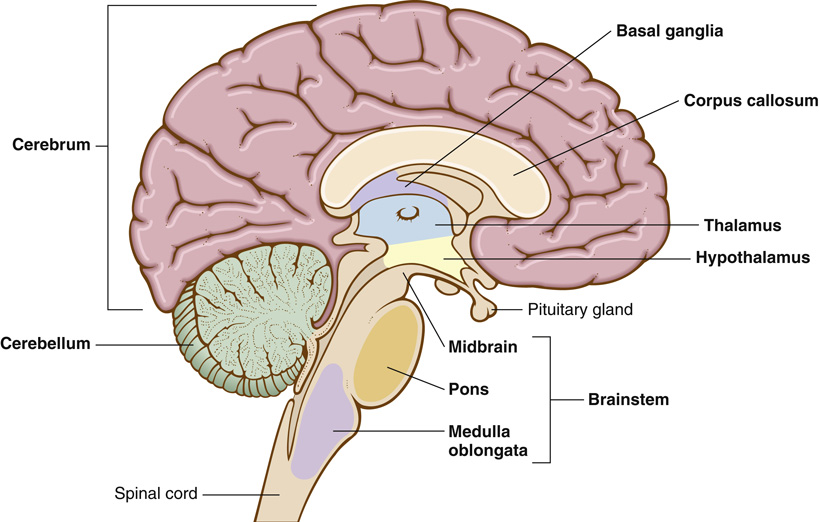 Basal ganglia
Corpus callosum
Cerebrum
Thalamus
Hypothalamus
Pituitary gland
Cerebellum
Midbrain
Pons
Brainstem
Medulla
oblongata
Spinal cord